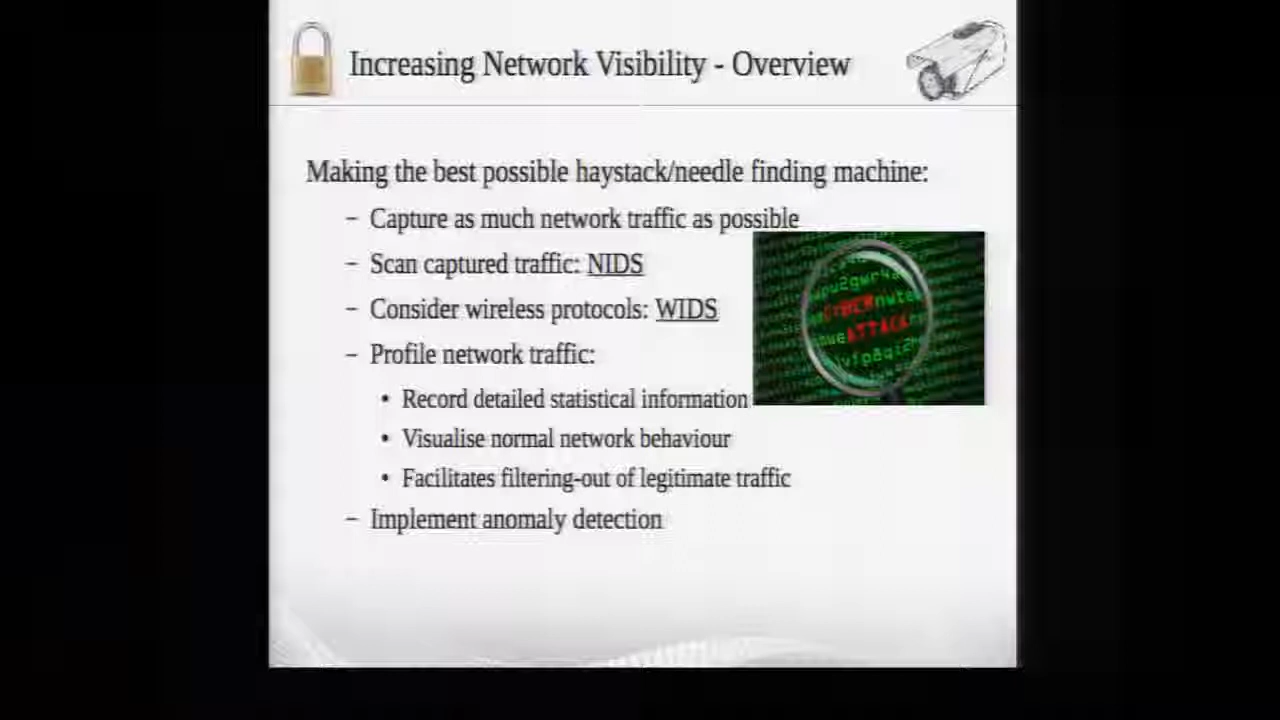 Increasing Network Visibility - Overview
Making the best possible haystack/needle finding machine:
– Capture as much network traffic as possible
– Scan captured traffic: NIDS
– Consider wireless protocols: WIDS
– Profile network traffic:
• Record detailed statistical information
• Visualise normal network behaviour
• Facilitates filtering-out of legitimate traffic
– Implement anomaly detection
CYBER
ATTACK